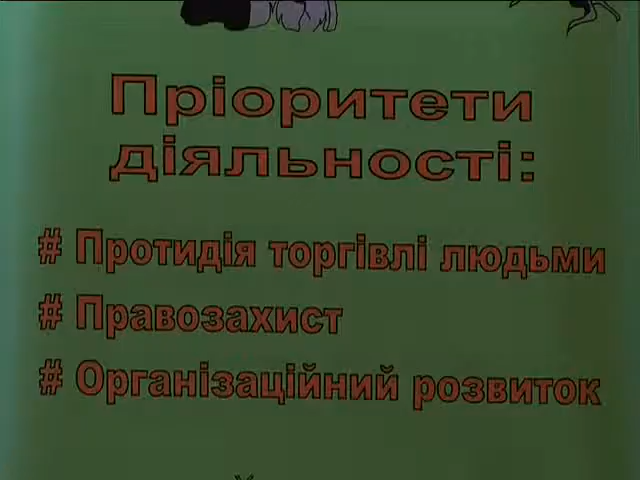 Пріоритети
діяльності:
# Протидія торгівлі людьми
# Правозахист
# Організаційний розвиток